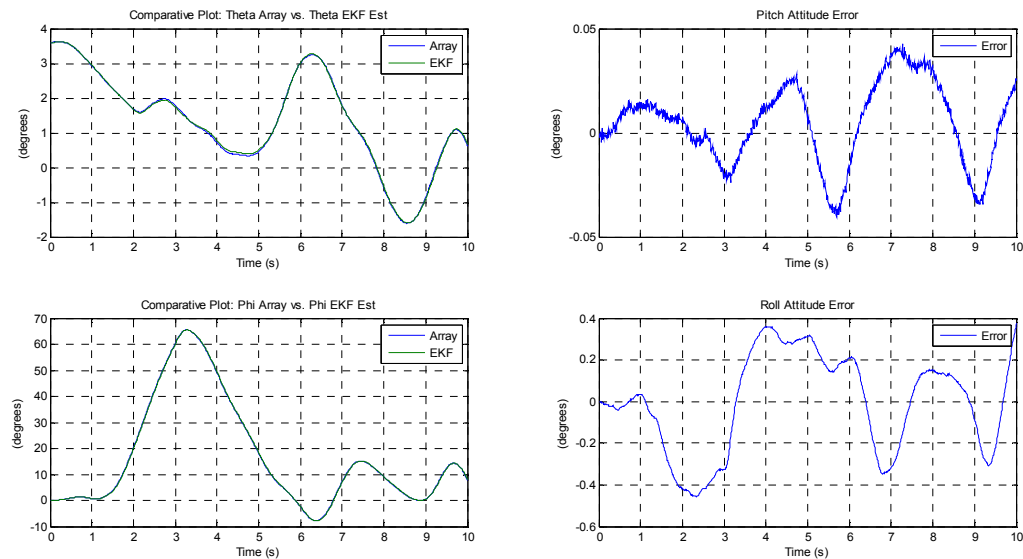 Comparative Plot: Theta Array vs. Theta EKF Est
4
3
2
1
0
-1
-2
(degrees)
Array
EKF
0 1 2 3 4 5 6 7 8 9 10
Time (s)
Pitch Attitude Error
0.05
0
-0.05
(degrees)
Error
0 1 2 3 4 5 6 7 8 9 10
Time (s)
Comparative Plot: Phi Array vs. Phi EKF Est
70
60
50
40
30
20
10
0
-10
(degrees)
Array
EKF
0 1 2 3 4 5 6 7 8 9 10
Time (s)
Roll Attitude Error
0.4
0.2
0
-0.2
-0.4
-0.6
(degrees)
Error
0 1 2 3 4 5 6 7 8 9 10
Time (s)